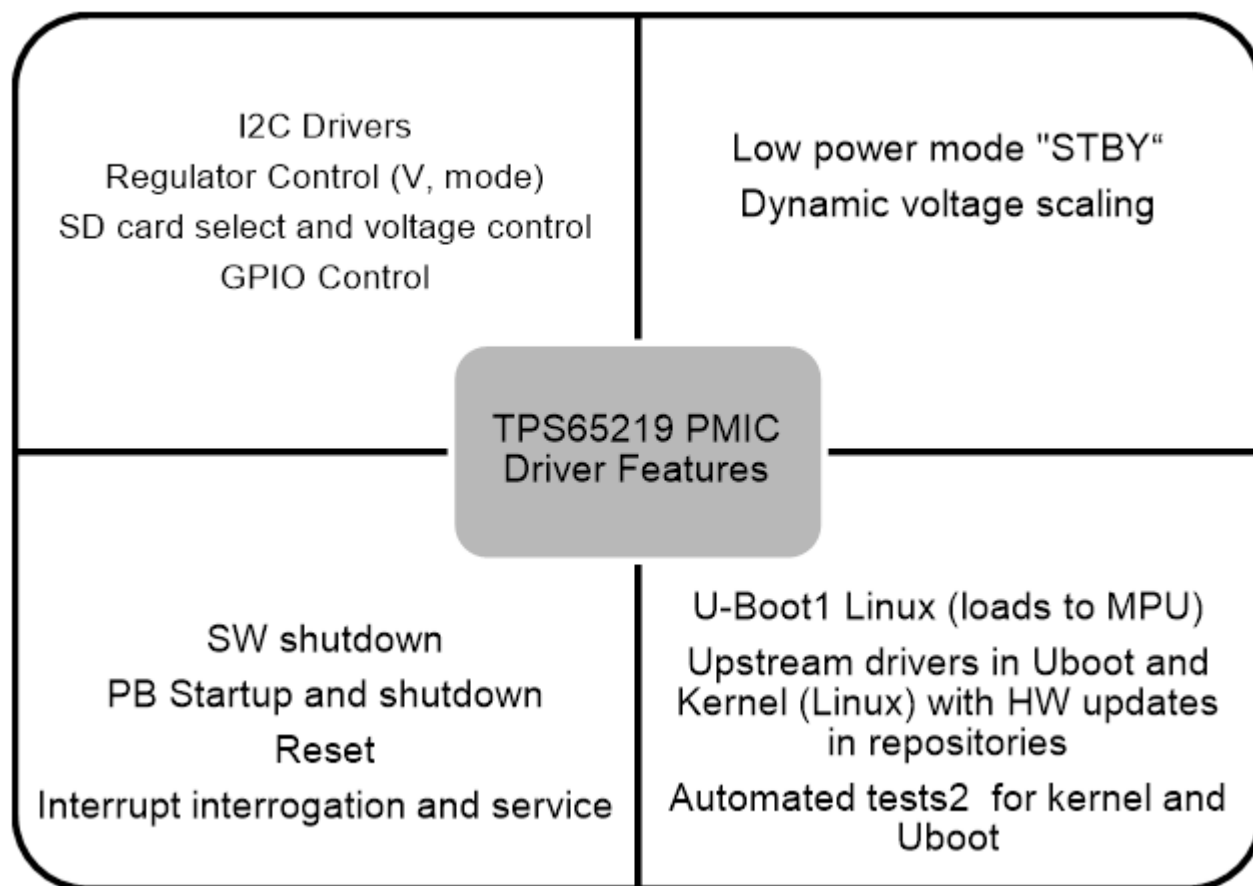 I2C Drivers
Regulator Control (V, mode)
SD card select and voltage control
GPIO Control
Low power mode "STBY“
Dynamic voltage scaling
TPS65219 PMIC
Driver Features
SW shutdown
PB Startup and shutdown
Reset
Interrupt interrogation and service
U-Boot1 Linux (loads to MPU)
Upstream drivers in Uboot and
Kernel (Linux) with HW updates
in repositories
Automated tests2  for kernel and
Uboot